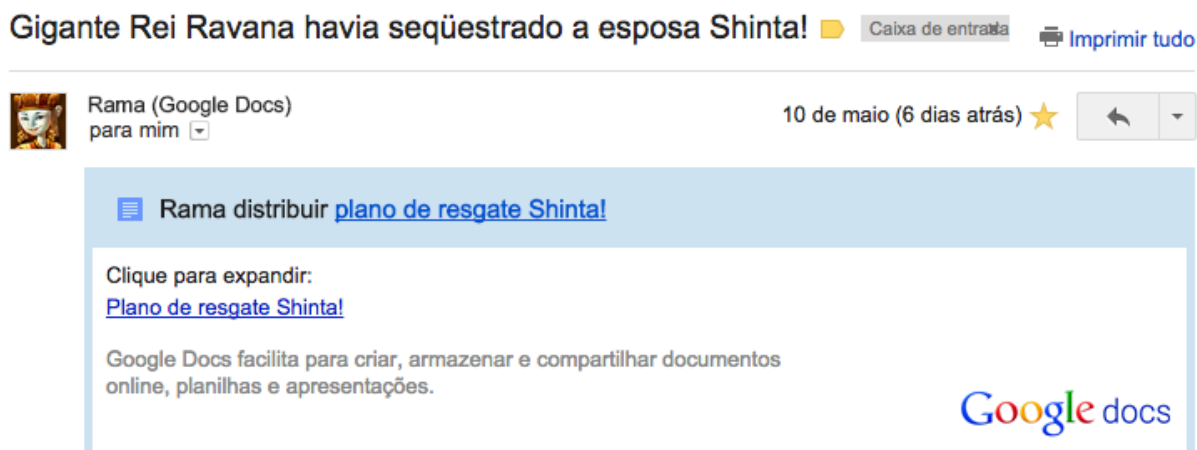 Gigante Rei Ravana havia seqüestrado a esposa Shinta! Caixa de entrada
Imprimir tudo
Rama (Google Docs)
para mim
10 de maio (6 dias atrás)
Rama distribuir plano de resgate Shinta!
Clique para expandir:
Plano de resgate Shinta!
Google Docs facilita para criar, armazenar e compartilhar documentos
online, planilhas e apresentações.
Google docs